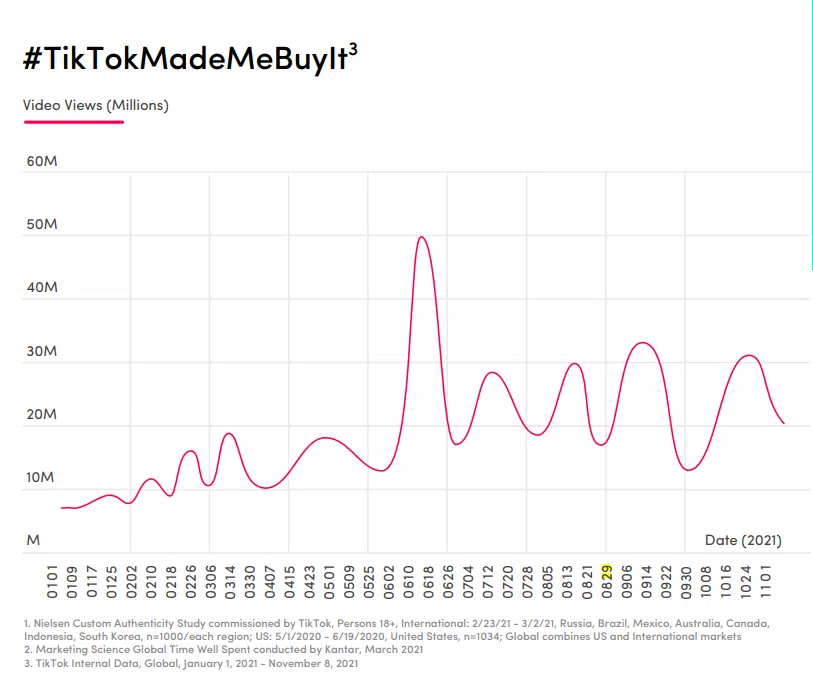 #TikTokMadeMeBuyIt3
Video Views (Millions)
60M
50M
40M
30M
20M
10M
M
Date (2021)
0101
0109
0117
0125
0202
0210
0218
0226
0306
0314
0330
0407
0415
0423
0501
0509
0525
0602
0610
0618
0626
0704
0712
0720
0728
0805
0813
0821
0829
0906
0914
0922
0930
1008
1016
1024
1101
1. Nielsen Custom Authenticity Study commissioned by TikTok, Persons 18+, International: 2/23/21 - 3/2/21, Russia, Brazil, Mexico, Australia, Canada,
Indonesia, South Korea, n=1000/each region; US: 5/1/2020 - 6/19/2020, United States, n=1034; Global combines US and International markets
2. Marketing Science Global Time Well Spent conducted by Kantar, March 2021
3. TikTok Internal Data, Global, January 1, 2021 - November 8, 2021